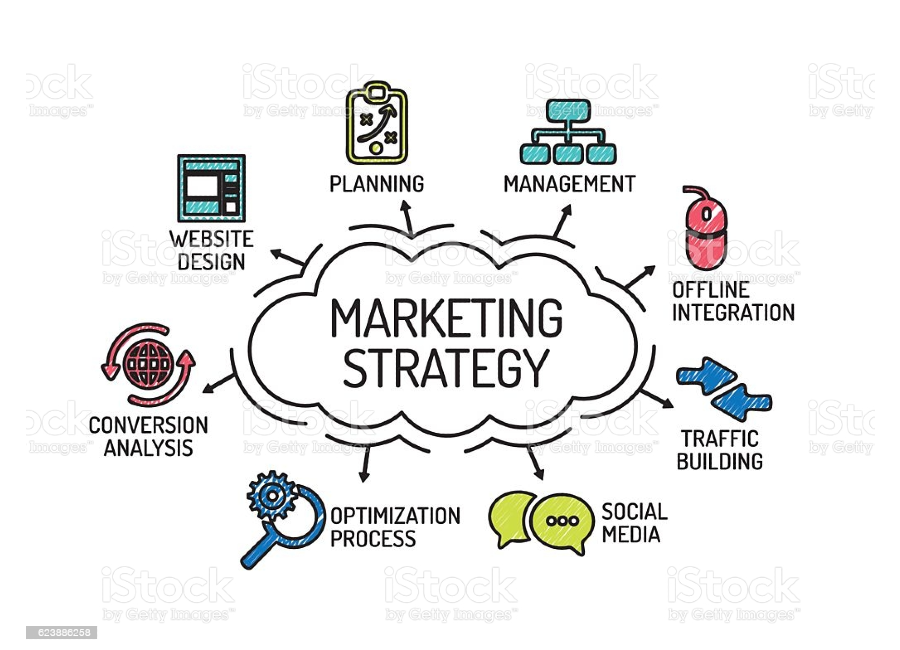 iStock
by Getty Images™
PLANNING
MANAGEMENT
WEBSITE
DESIGN
OFFLINE
INTEGRATION
MARKETING
STRATEGY
CONVERSION
ANALYSIS
TRAFFIC
BUILDING
OPTIMIZATION
PROCESS
SOCIAL
MEDIA
623886258